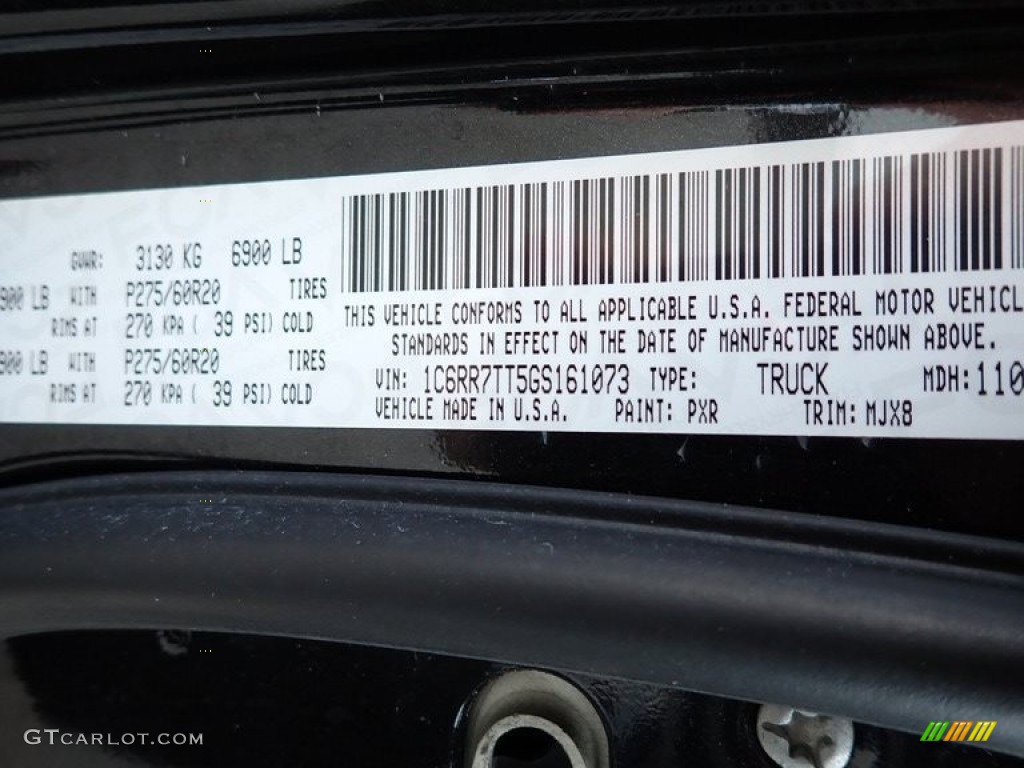 GVWR: 3130 KG 6900 LB
900 LB WITH P275/60R20 TIRES
RIMS AT 270 KPA ( 39 PSI) COLD
900 LB WITH P275/60R20 TIRES
RIMS AT 270 KPA ( 39 PSI) COLD
THIS VEHICLE CONFORMS TO ALL APPLICABLE U.S.A. FEDERAL MOTOR VEHICL
STANDARDS IN EFFECT ON THE DATE OF MANUFACTURE SHOWN ABOVE.
VIN: 1C6RR7TT5GS161073 TYPE: TRUCK MDH: 110
VEHICLE MADE IN U.S.A. PAINT: PXR TRIM: MJX8
GTCARLOT.COM